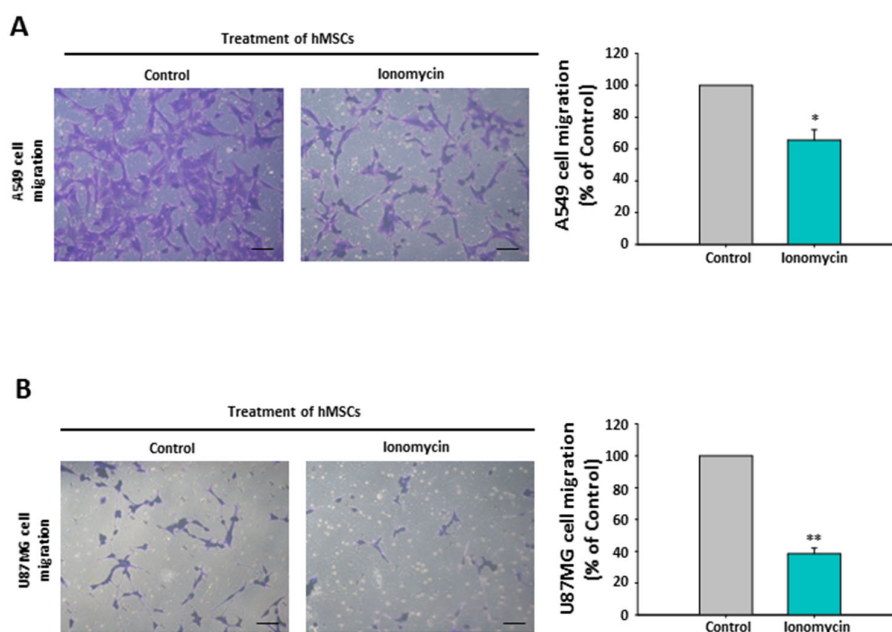 A
Treatment of hMSCs
Control
Ionomycin
A549 cell
migration
A549 cell migration
(% of Control)
120
100
80
60
40
20
0
*
Control
Ionomycin
B
Treatment of hMSCs
Control
Ionomycin
U87MG cell
migration
U87MG cell migration
(% of Control)
120
100
80
60
40
20
0
**
Control
Ionomycin